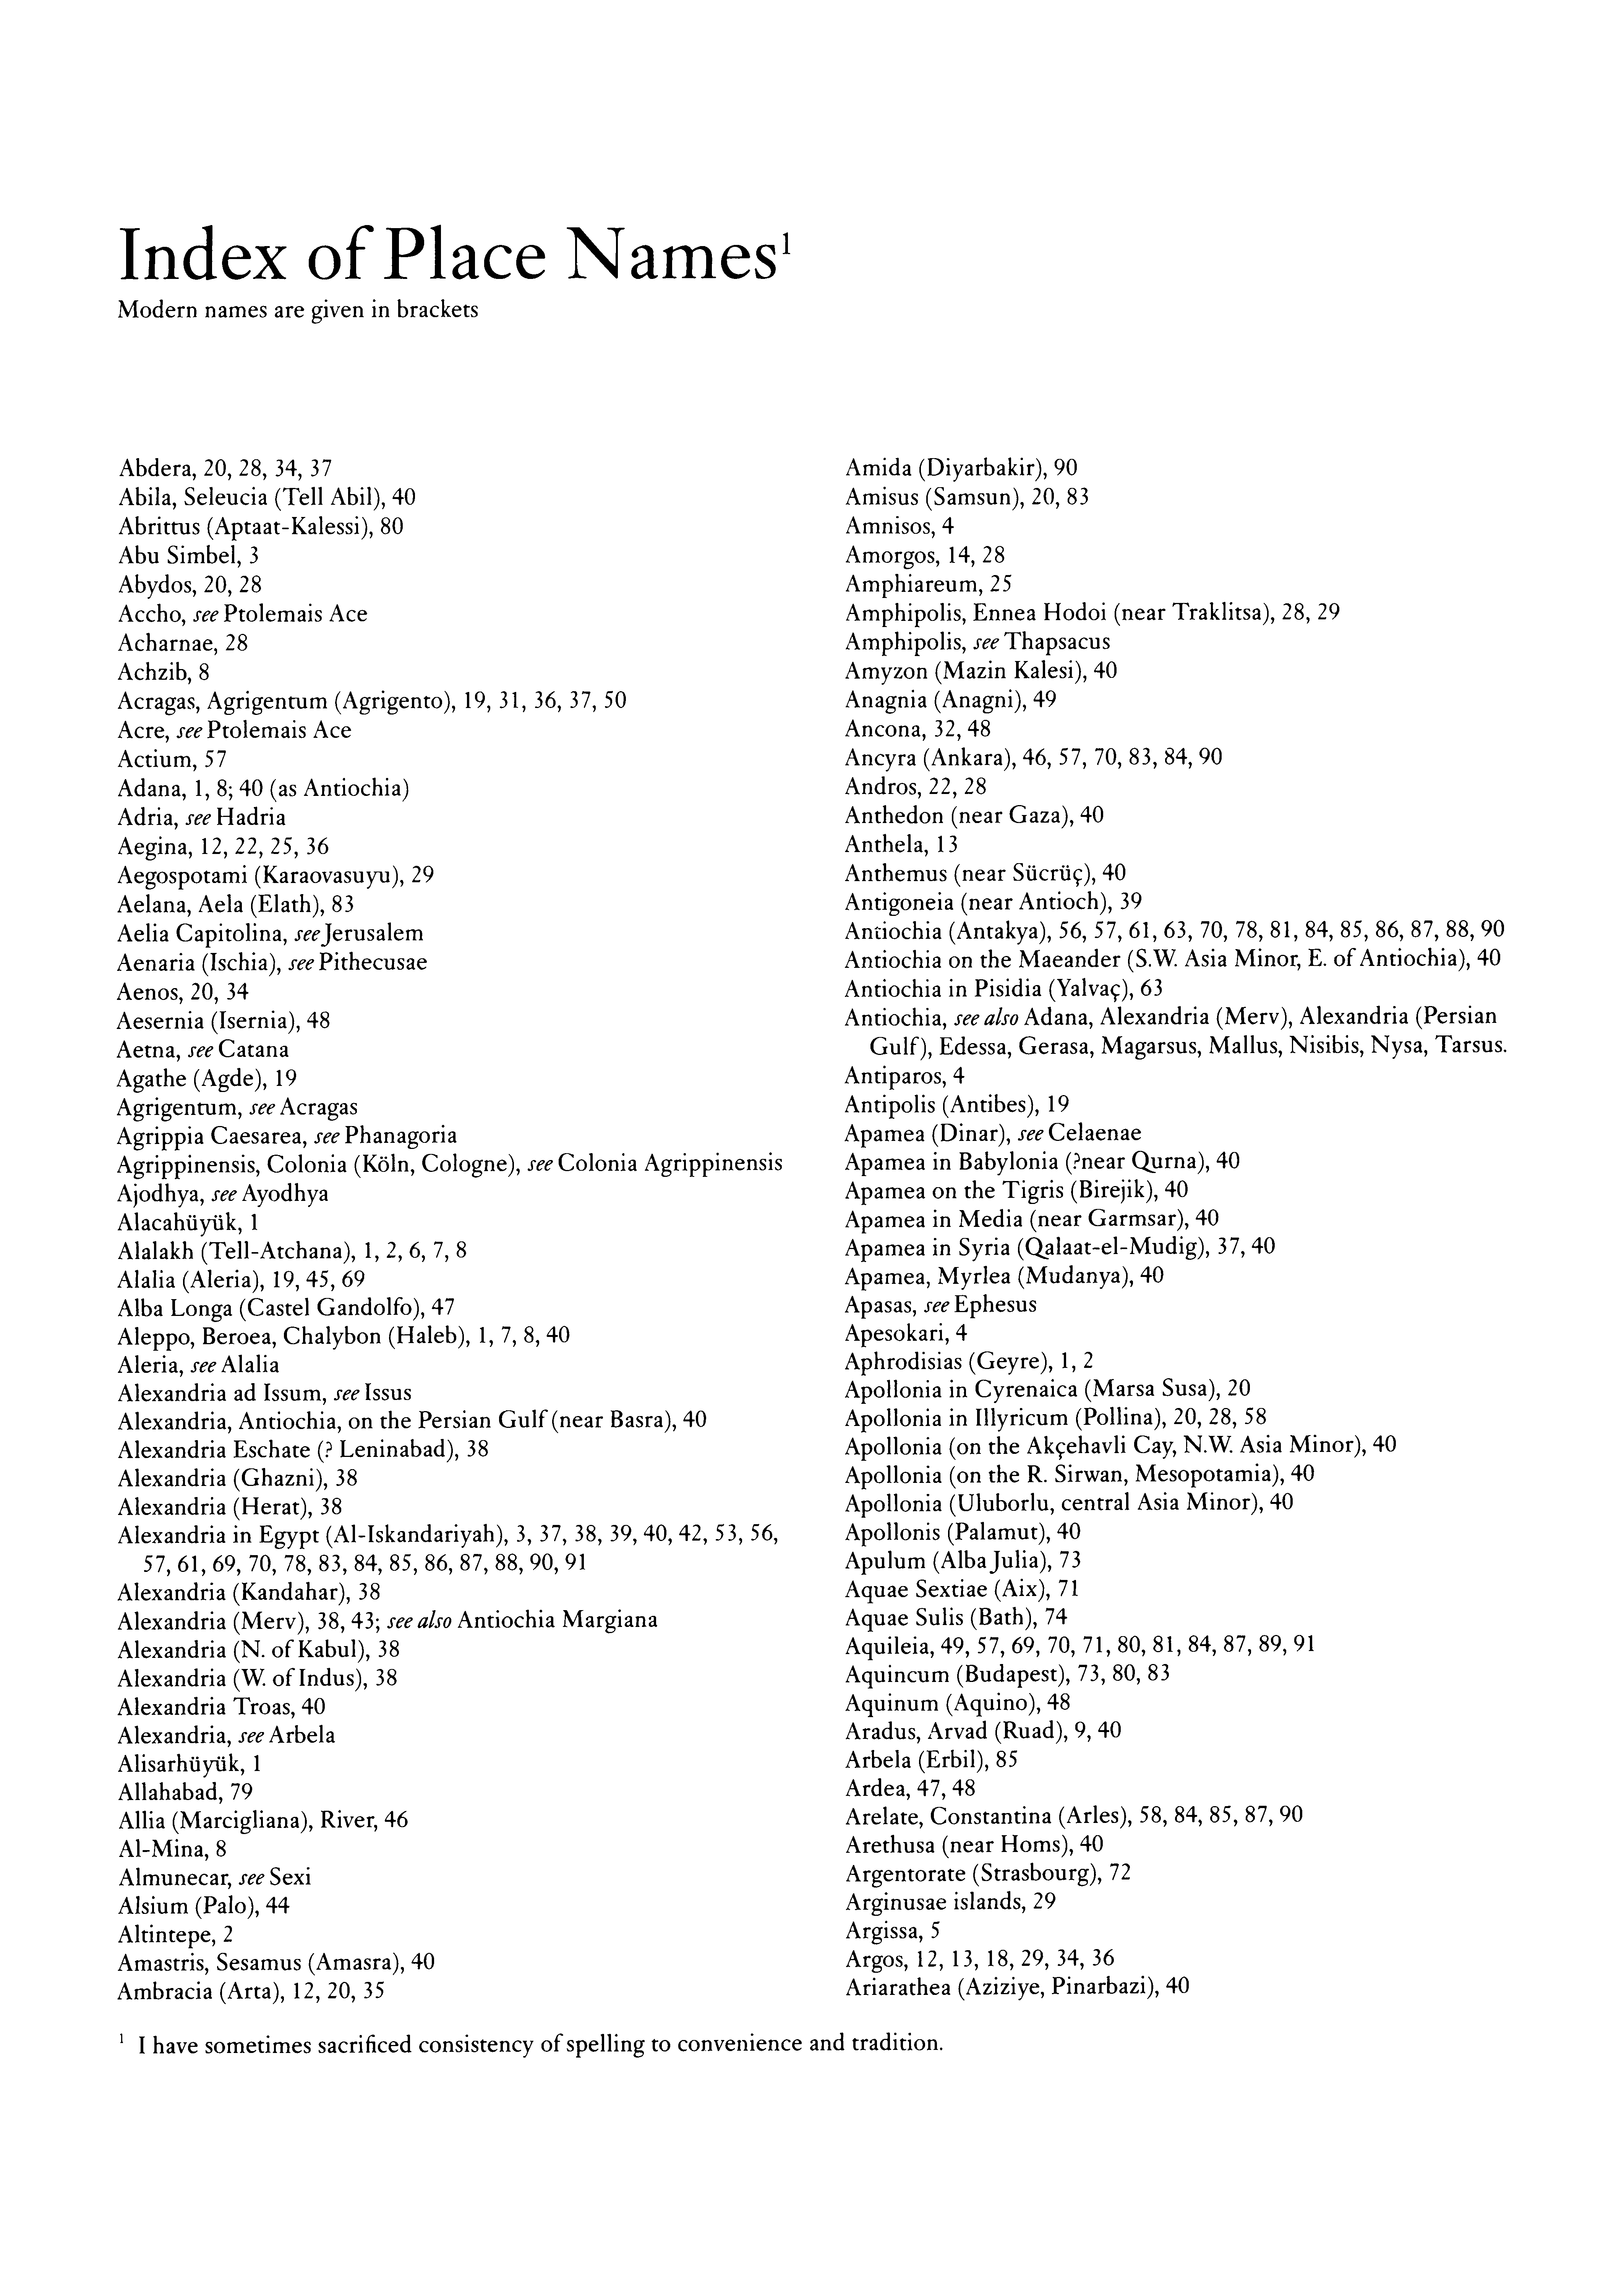 Index of Place Names¹
Modern names are given in brackets
Abdera, 20, 28, 34, 37
Abila, Seleucia (Tell Abil), 40
Abrittus (Aptaat-Kalessi), 80
Abu Simbel, 3
Abydos, 20, 28
Accho, see Ptolemais Ace
Acharnae, 28
Achzib, 8
Acragas, Agrigentum (Agrigento), 19, 31, 36, 37, 50
Acre, see Ptolemais Ace
Actium, 57
Adana, 1, 8; 40 (as Antiochia)
Adria, see Hadria
Aegina, 12, 22, 25, 36
Aegospotami (Karaovasuyu), 29
Aelana, Aela (Elath), 83
Aelia Capitolina, see Jerusalem
Aenaria (Ischia), see Pithecusae
Aenos, 20, 34
Aesernia (Isernia), 48
Aetna, see Catana
Agathe (Agde), 19
Agrigentum, see Acragas
Agrippia Caesarea, see Phanagoria
Agrippinensis, Colonia (Köln, Cologne), see Colonia Agrippinensis
Ajodhya, see Ayodhya
Alacahüyük, 1
Alalakh (Tell-Atchana), 1, 2, 6, 7, 8
Alalia (Aleria), 19, 45, 69
Alba Longa (Castel Gandolfo), 47
Aleppo, Beroea, Chalybon (Haleb), 1, 7, 8, 40
Aleria, see Alalia
Alexandria ad Issum, see Issus
Alexandria, Antiochia, on the Persian Gulf (near Basra), 40
Alexandria Eschate (? Leninabad), 38
Alexandria (Ghazni), 38
Alexandria (Herat), 38
Alexandria in Egypt (Al-Iskandariyah), 3, 37, 38, 39, 40, 42, 53, 56,
57, 61, 69, 70, 78, 83, 84, 85, 86, 87, 88, 90, 91
Alexandria (Kandahar), 38
Alexandria (Merv), 38, 43; see also Antiochia Margiana
Alexandria (N. of Kabul), 38
Alexandria (W. of Indus), 38
Alexandria Troas, 40
Alexandria, see Arbela
Alisarhüyük, 1
Allahabad, 79
Allia (Marcigliana), River, 46
Al-Mina, 8
Almunecar, see Sexi
Alsium (Palo), 44
Altintepe, 2
Amastris, Sesamus (Amasra), 40
Ambracia (Arta), 12, 20, 35
Amida (Diyarbakir), 90
Amisus (Samsun), 20, 83
Amnisos, 4
Amorgos, 14, 28
Amphiareum, 25
Amphipolis, Ennea Hodoi (near Traklitsa), 28, 29
Amphipolis, see Thapsacus
Amyzon (Mazin Kalesi), 40
Anagnia (Anagni), 49
Ancona, 32, 48
Ancyra (Ankara), 46, 57, 70, 83, 84, 90
Andros, 22, 28
Anthedon (near Gaza), 40
Anthela, 13
Anthemus (near Sücrüç), 40
Antigoneia (near Antioch), 39
Antiochia (Antakya), 56, 57, 61, 63, 70, 78, 81, 84, 85, 86, 87, 88, 90
Antiochia on the Maeander (S.W. Asia Minor, E. of Antiochia), 40
Antiochia in Pisidia (Yalvaç), 63
Antiochia, see also Adana, Alexandria (Merv), Alexandria (Persian
Gulf), Edessa, Gerasa, Magarsus, Mallus, Nisibis, Nysa, Tarsus.
Antiparos, 4
Antipolis (Antibes), 19
Apamea (Dinar), see Celaenae
Apamea in Babylonia (?near Qurna), 40
Apamea on the Tigris (Birejik), 40
Apamea in Media (near Garmsar), 40
Apamea in Syria (Qalaat-el-Mudig), 37, 40
Apamea, Myrlea (Mudanya), 40
Apasas, see Ephesus
Apesokari, 4
Aphrodisias (Geyre), 1, 2
Apollonia in Cyrenaica (Marsa Susa), 20
Apollonia in Illyricum (Pollina), 20, 28, 58
Apollonia (on the Akçehavli Cay, N.W. Asia Minor), 40
Apollonia (on the R. Sirwan, Mesopotamia), 40
Apollonia (Uluborlu, central Asia Minor), 40
Apollonis (Palamut), 40
Apulum (Alba Julia), 73
Aquae Sextiae (Aix), 71
Aquae Sulis (Bath), 74
Aquileia, 49, 57, 69, 70, 71, 80, 81, 84, 87, 89, 91
Aquincum (Budapest), 73, 80, 83
Aquinum (Aquino), 48
Aradus, Arvad (Ruad), 9, 40
Arbela (Erbil), 85
Ardea, 47, 48
Arelate, Constantina (Arles), 58, 84, 85, 87, 90
Arethusa (near Homs), 40
Argentorate (Strasbourg), 72
Arginusae islands, 29
Argissa, 5
Argos, 12, 13, 18, 29, 34, 36
Ariarathea (Aziziye, Pinarbazi), 40
¹ I have sometimes sacrificed consistency of spelling to convenience and tradition.